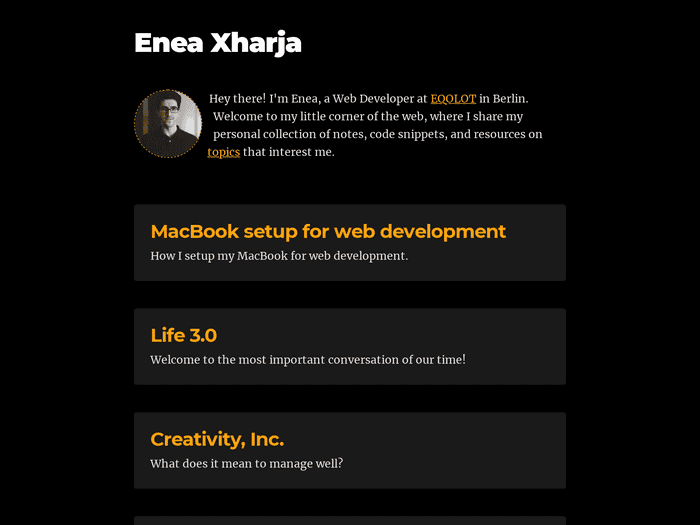 Enea Xharja
Hey there! I'm Enea, a Web Developer at EQOLOT in Berlin.
Welcome to my little corner of the web, where I share my
personal collection of notes, code snippets, and resources on
topics that interest me.
MacBook setup for web development
How I setup my MacBook for web development.
Life 3.0
Welcome to the most important conversation of our time!
Creativity, Inc.
What does it mean to manage well?